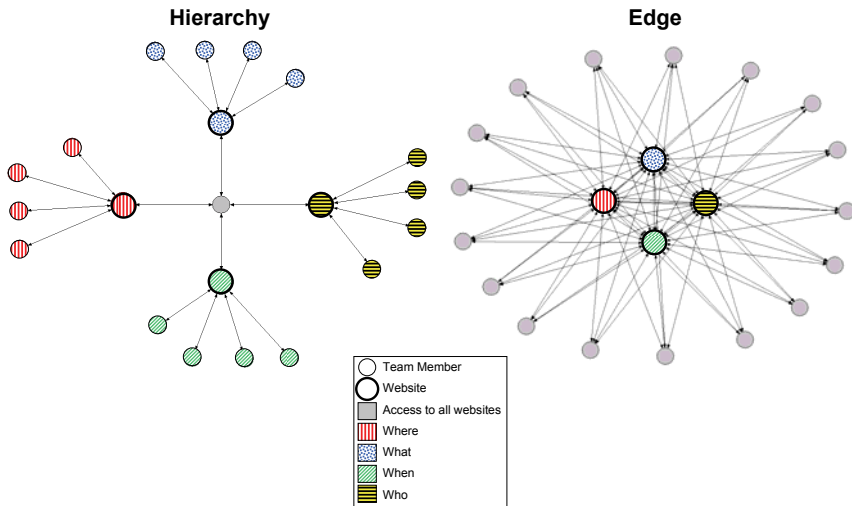 Hierarchy
Edge
Team Member
Website
Access to all websites
Where
What
When
Who